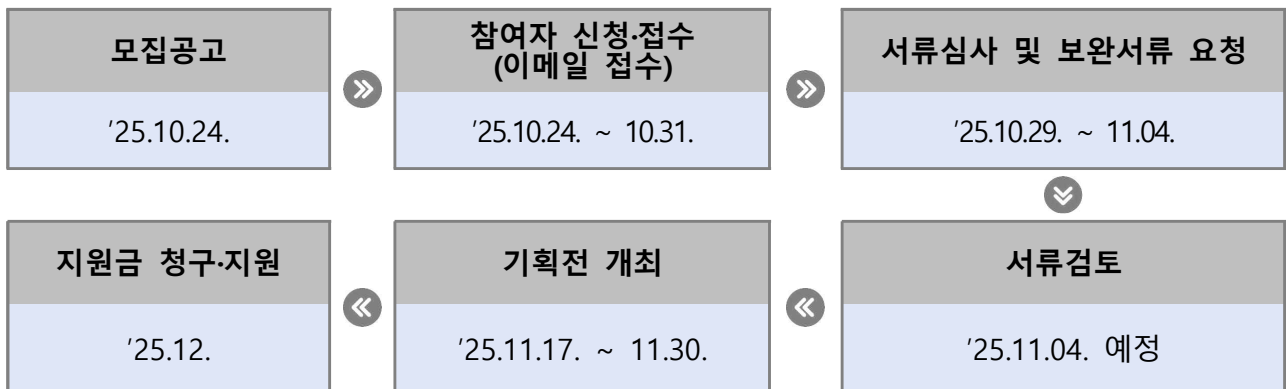 모집공고
'25.10.24.
참여자 신청·접수
(이메일 접수)
'25.10.24. ~ 10.31.
서류심사 및 보완서류 요청
'25.10.29. ~ 11.04.
서류검토
'25.11.04. 예정
기획전 개최
'25.11.17. ~ 11.30.
지원금 청구·지원
'25.12.